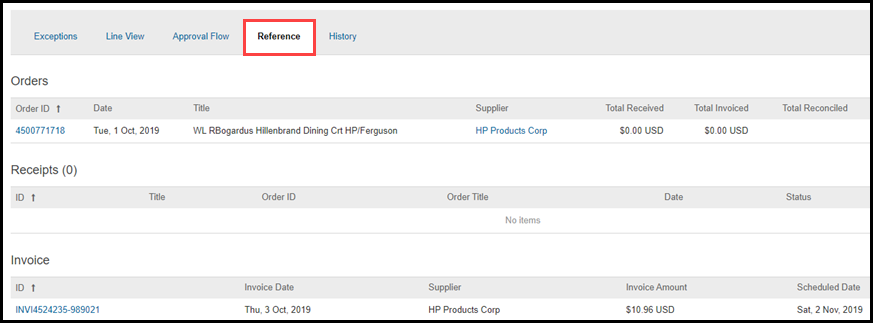 Exceptions Line View Approval Flow Reference History
Orders
Order ID ↑ Date Title Supplier Total Received Total Invoiced Total Reconciled
4500771718 Tue, 1 Oct, 2019 WL RBogardus Hillenbrand Dining Crt HP/Ferguson HP Products Corp $0.00 USD $0.00 USD
Receipts (0)
ID ↑ Title Order ID Order Title Date Status
No items
Invoice
ID ↑ Invoice Date Supplier Invoice Amount Scheduled Date
INVI4524235-989021 Thu, 3 Oct, 2019 HP Products Corp $10.96 USD Sat, 2 Nov, 2019